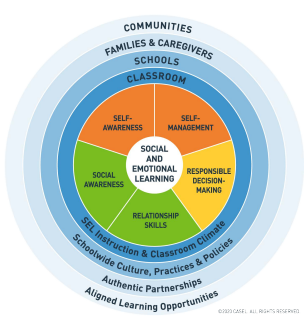 COMMUNITIES
FAMILIES & CAREGIVERS
SCHOOLS
CLASSROOM
SELF-
AWARENESS
SELF-
MANAGEMENT
SOCIAL
AND
EMOTIONAL
LEARNING
SOCIAL
AWARENESS
RESPONSIBLE
DECISION-
MAKING
RELATIONSHIP
SKILLS
SEL Instruction & Classroom Climate
Schoolwide Culture, Practices & Policies
Authentic Partnerships
Aligned Learning Opportunities
©2020 CASEL. ALL RIGHTS RESERVED.